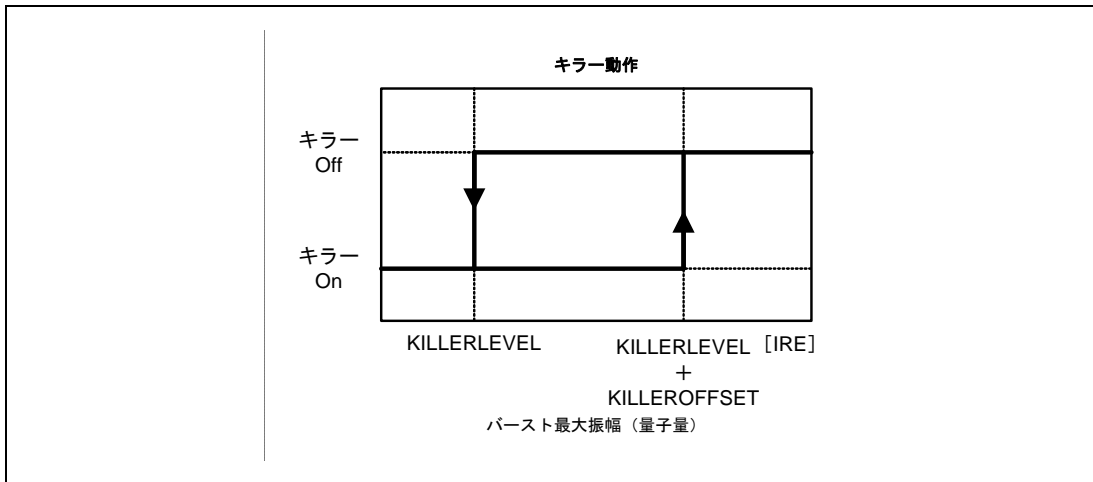 キラー動作
キラー
Off
キラー
On
KILLERLEVEL
KILLERLEVEL [IRE]
+
KILLEROFFSET
バースト最大振幅（量子量）